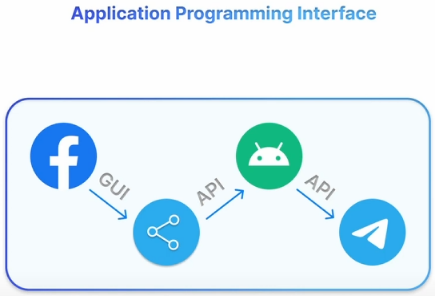 Application Programming Interface
GUI
API
API